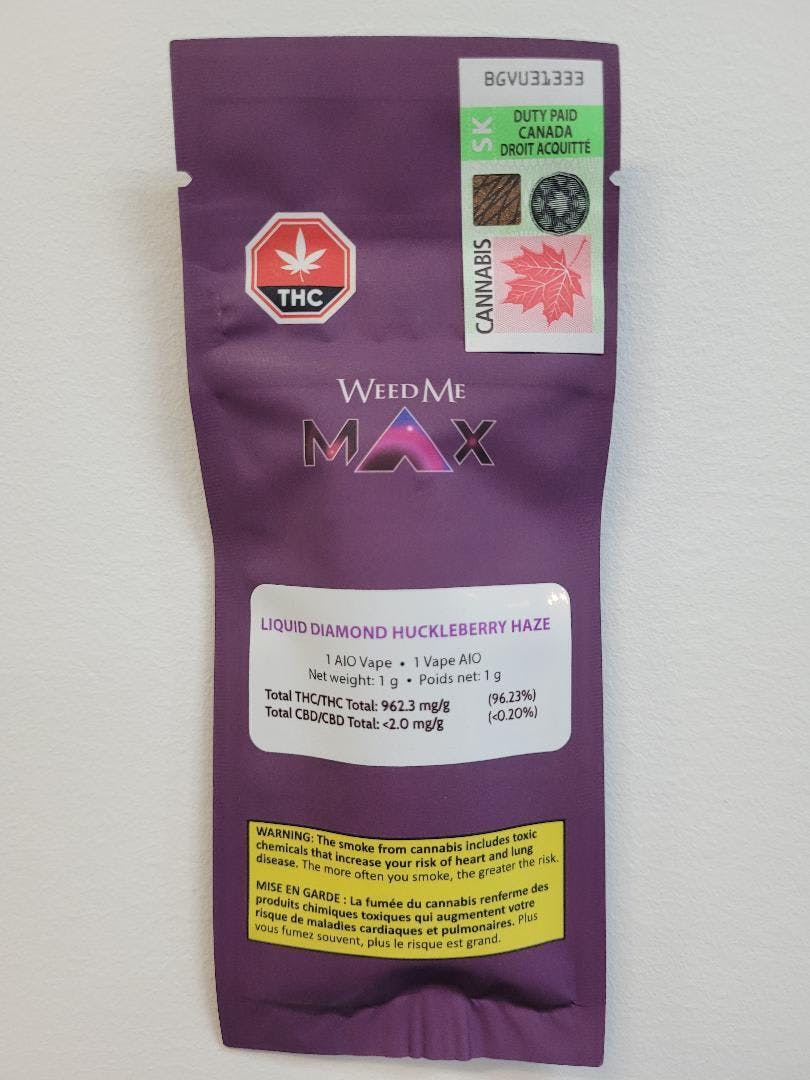 BGVU31333
SK
DUTY PAID
CANADA
DROIT ACQUITTÉ
CANNABIS
THC
WEED ME
MAX
LIQUID DIAMOND HUCKLEBERRY HAZE
1 AIO Vape • 1 Vape AIO
Net weight: 1 g • Poids net: 1 g
Total THC/THC Total: 962.3 mg/g (96.23%)
Total CBD/CBD Total: <2.0 mg/g (<0.20%)
WARNING: The smoke from cannabis includes toxic
chemicals that increase your risk of heart and lung
disease. The more often you smoke, the greater the risk.
MISE EN GARDE : La fumée du cannabis renferme des
produits chimiques toxiques qui augmentent votre
risque de maladies cardiaques et pulmonaires. Plus
vous fumez souvent, plus le risque est grand.